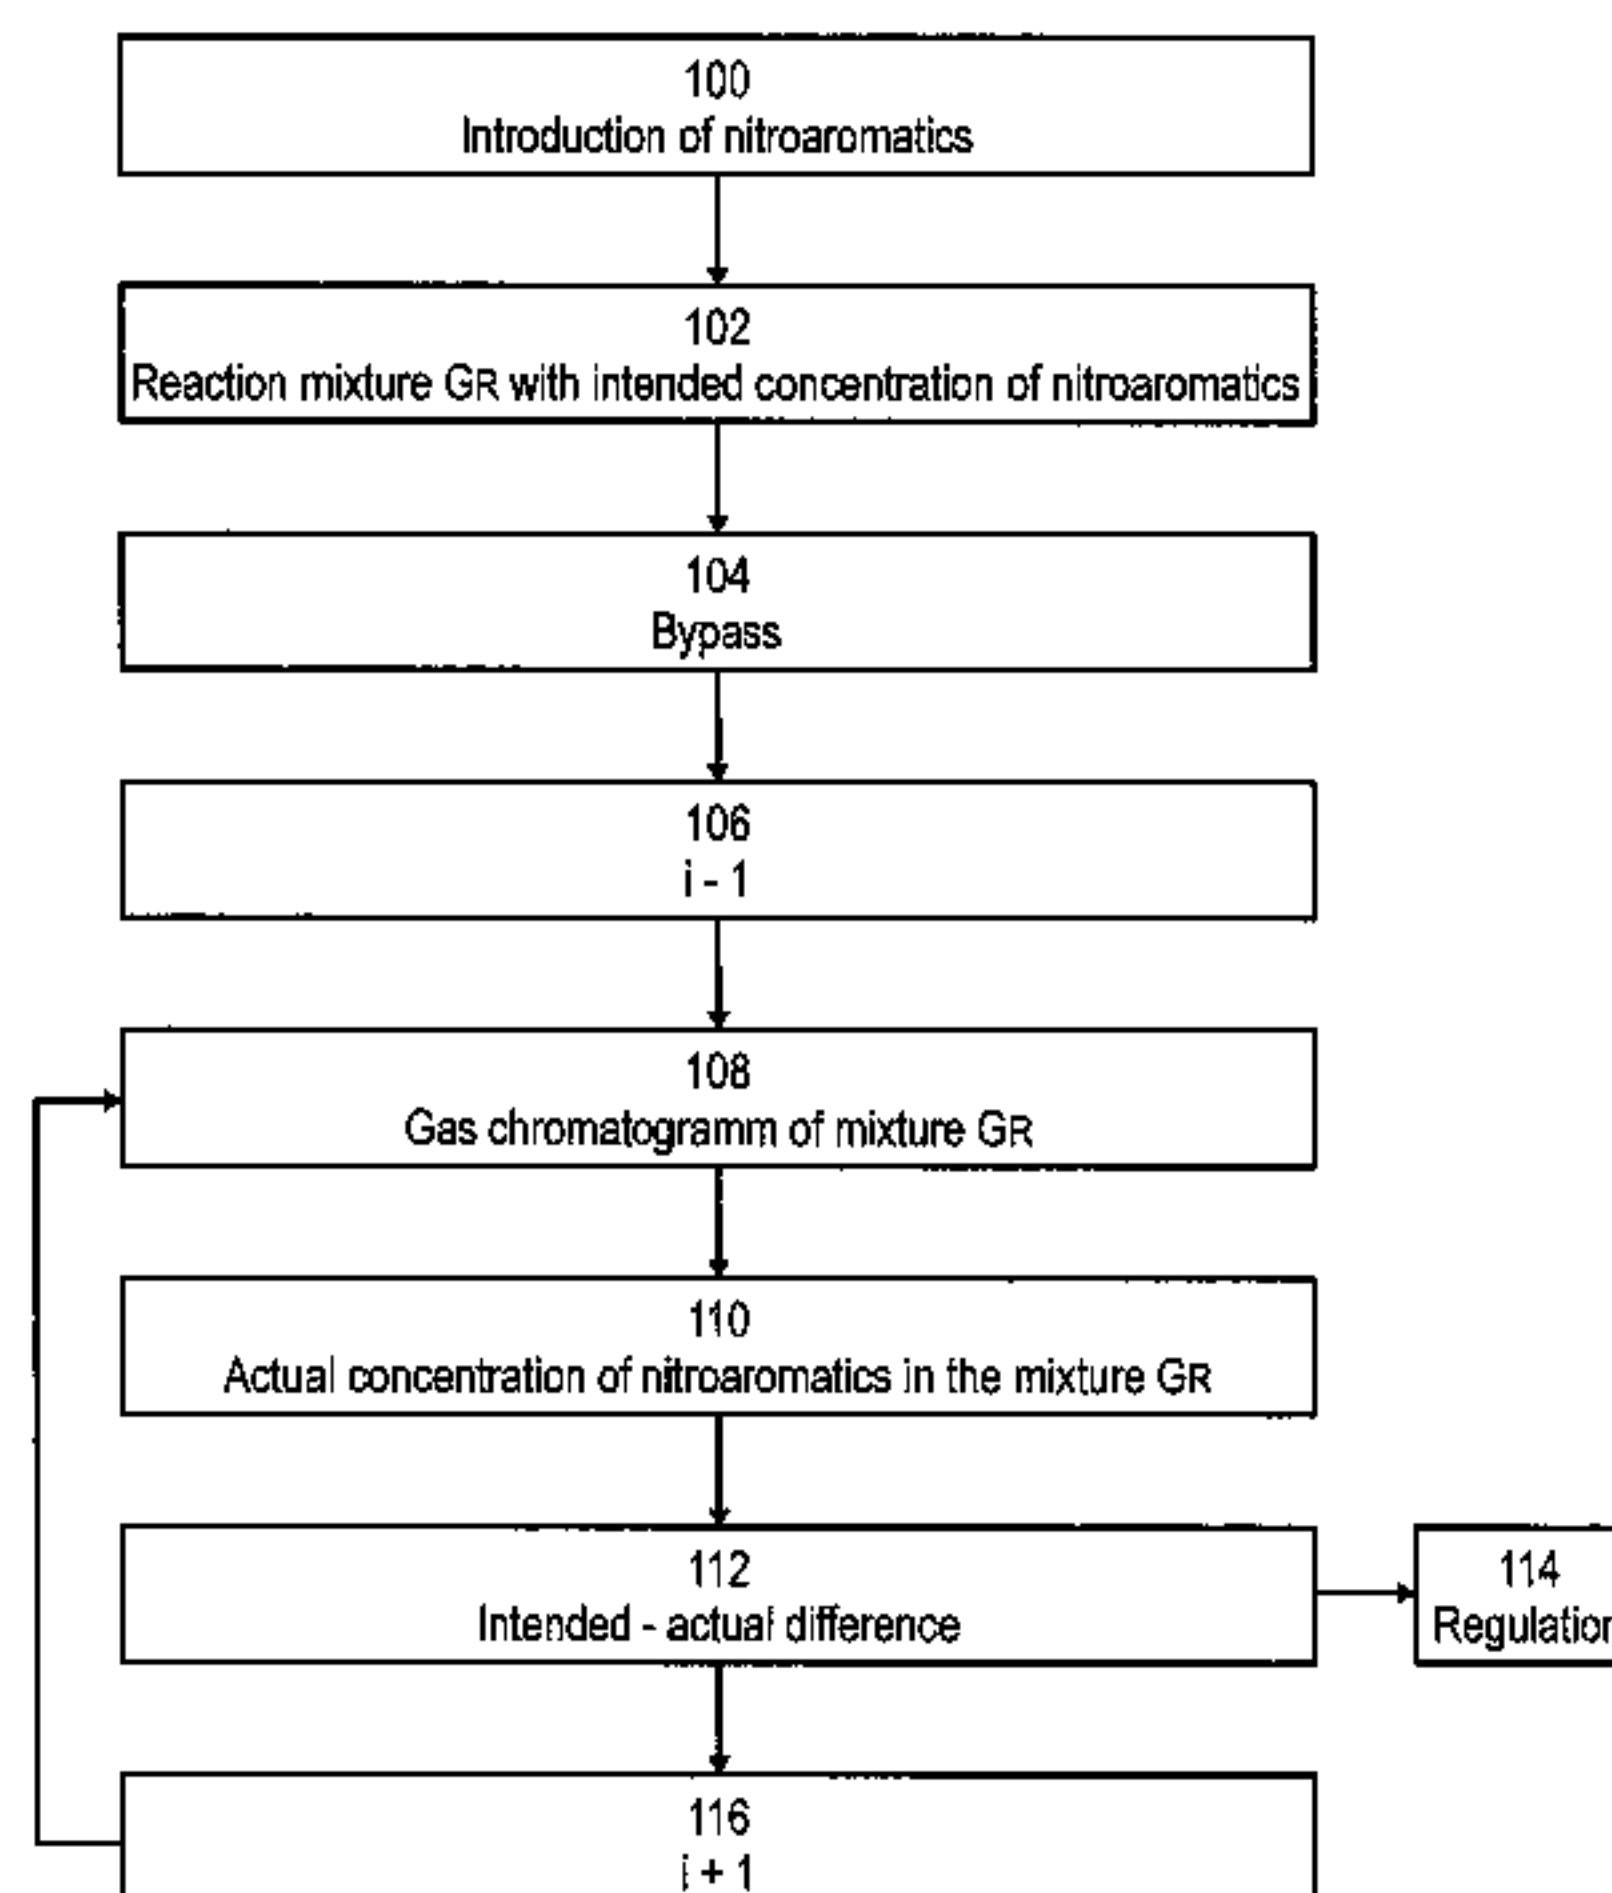 100
Introduction of nitroaromatics
102
Reaction mixture GR with intended concentration of nitroaromatics
104
Bypass
106
i - 1
108
Gas chromatogramm of mixture GR
110
Actual concentration of nitroaromatics in the mixture GR
112
Intended - actual difference
114
Regulation
116
i + 1